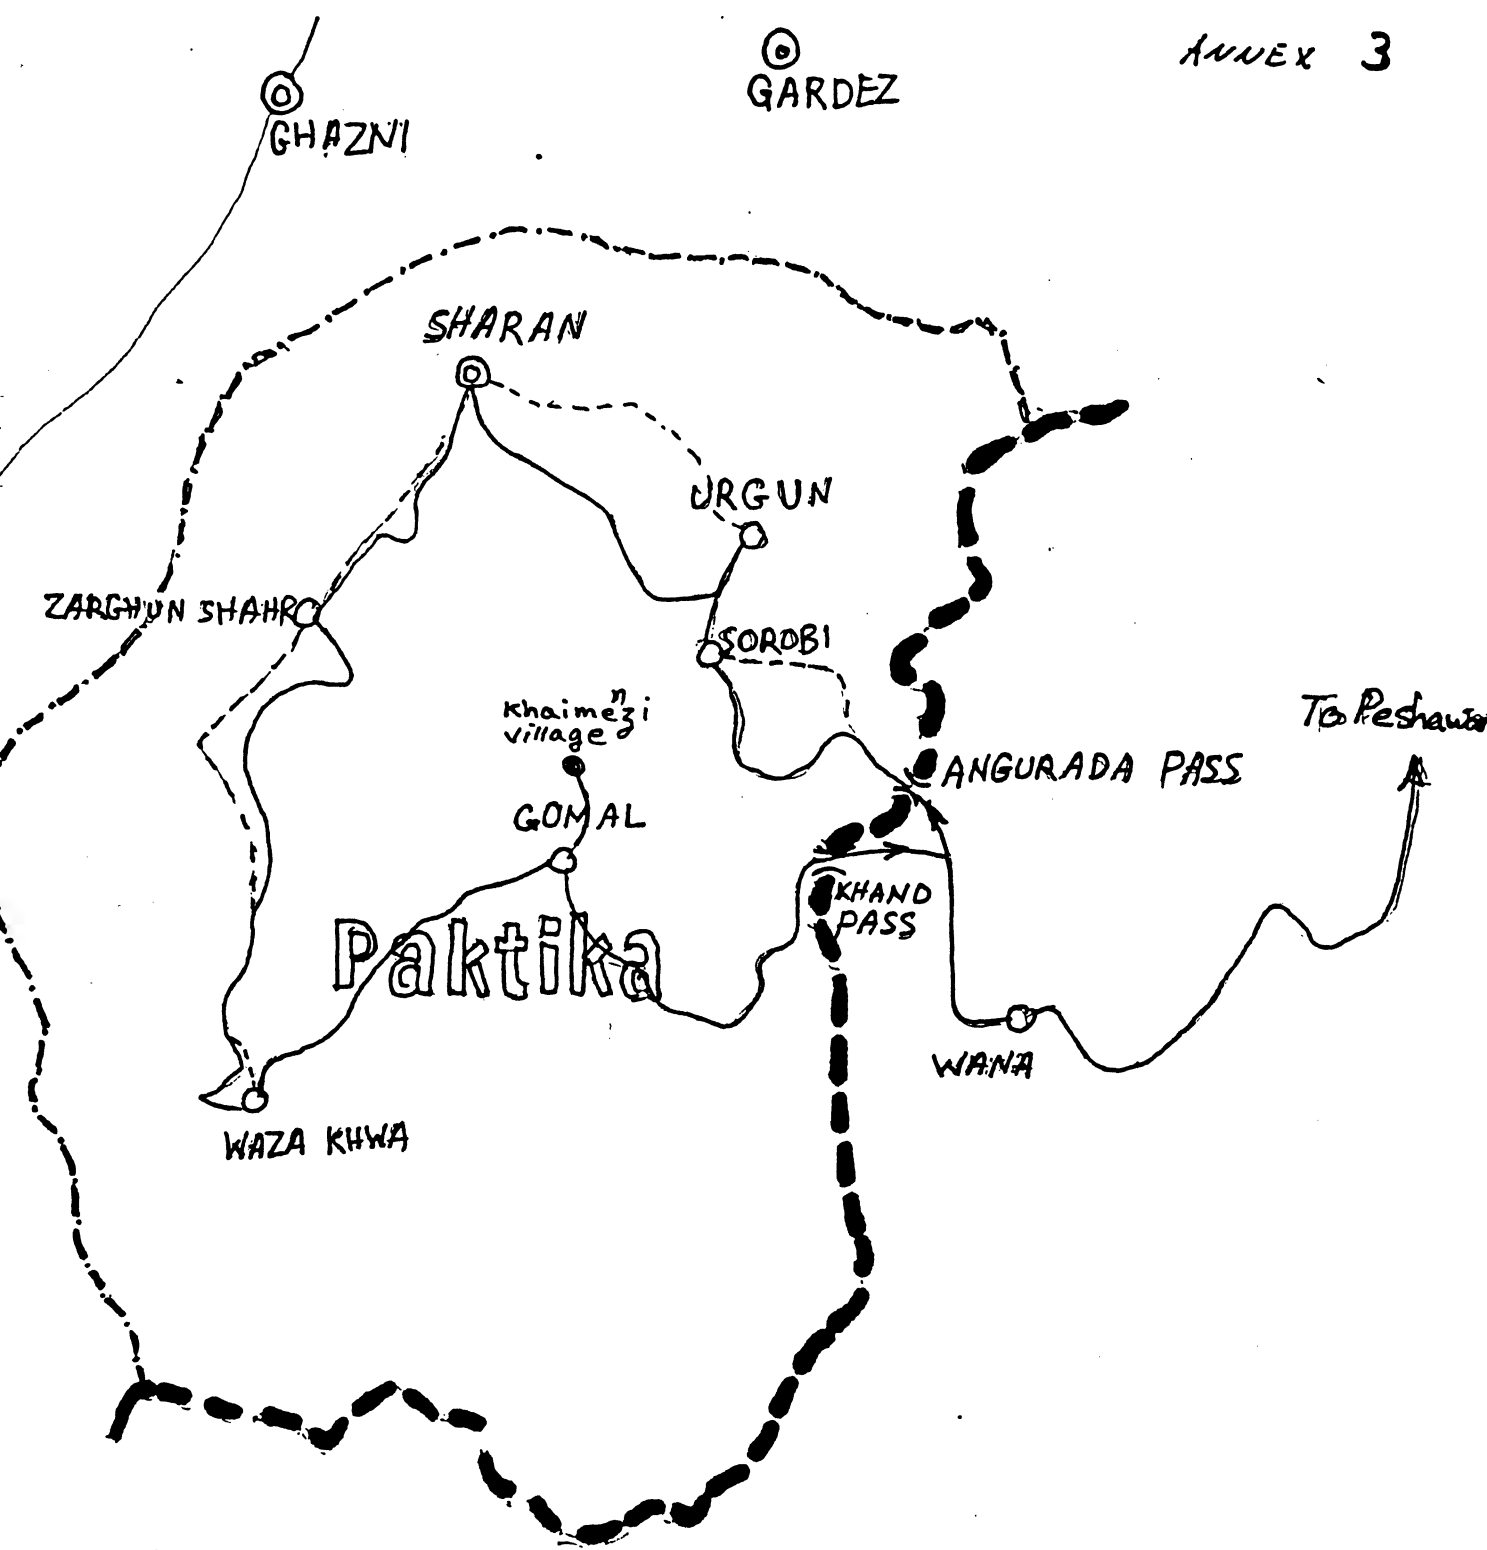 ANNEX 3
GARDEZ
GHAZNI
SHARAN
URGUN
ZARGHUN SHAHR
SOROBI
Khaimenzi
village
To Peshawar
ANGURADA PASS
GOMAL
KHAND
PASS
Paktika
WANA
WAZA KHWA